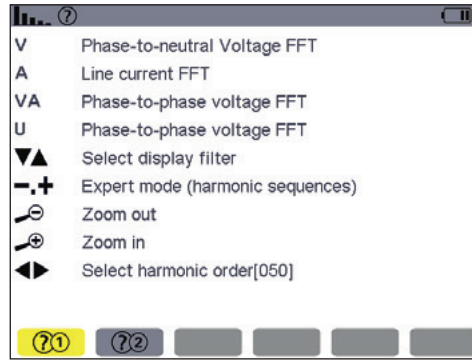 ?
V Phase-to-neutral Voltage FFT
A Line current FFT
VA Phase-to-phase voltage FFT
U Phase-to-phase voltage FFT
▼▲ Select display filter
−.+ Expert mode (harmonic sequences)
Zoom out
Zoom in
◀▶ Select harmonic order[050]
?① ?②